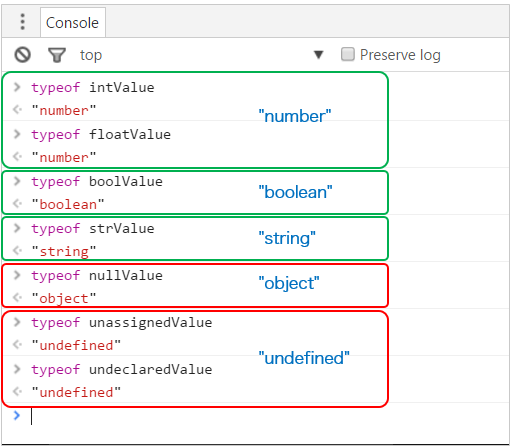 Console
top Preserve log
typeof intValue
"number"
"number"
typeof floatValue
"number"
typeof boolValue
"boolean"
"boolean"
typeof strValue
"string"
"string"
typeof nullValue
"object"
"object"
typeof unassignedValue
"undefined"
"undefined"
typeof undeclaredValue
"undefined"